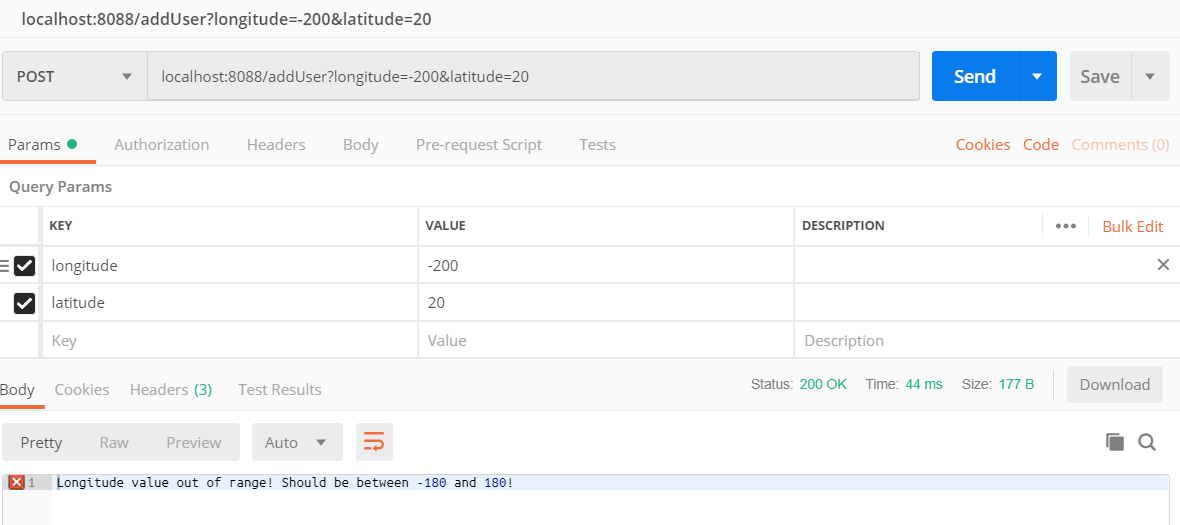 localhost:8088/addUser?longitude=-200&latitude=20
POST localhost:8088/addUser?longitude=-200&latitude=20 Send Save
Params Authorization Headers Body Pre-request Script Tests Cookies Code Comments (0)
Query Params
KEY VALUE DESCRIPTION ••• Bulk Edit
longitude -200
latitude 20
Key Value Description
Body Cookies Headers (3) Test Results Status: 200 OK Time: 44 ms Size: 177 B Download
Pretty Raw Preview Auto
1 Longitude value out of range! Should be between -180 and 180!